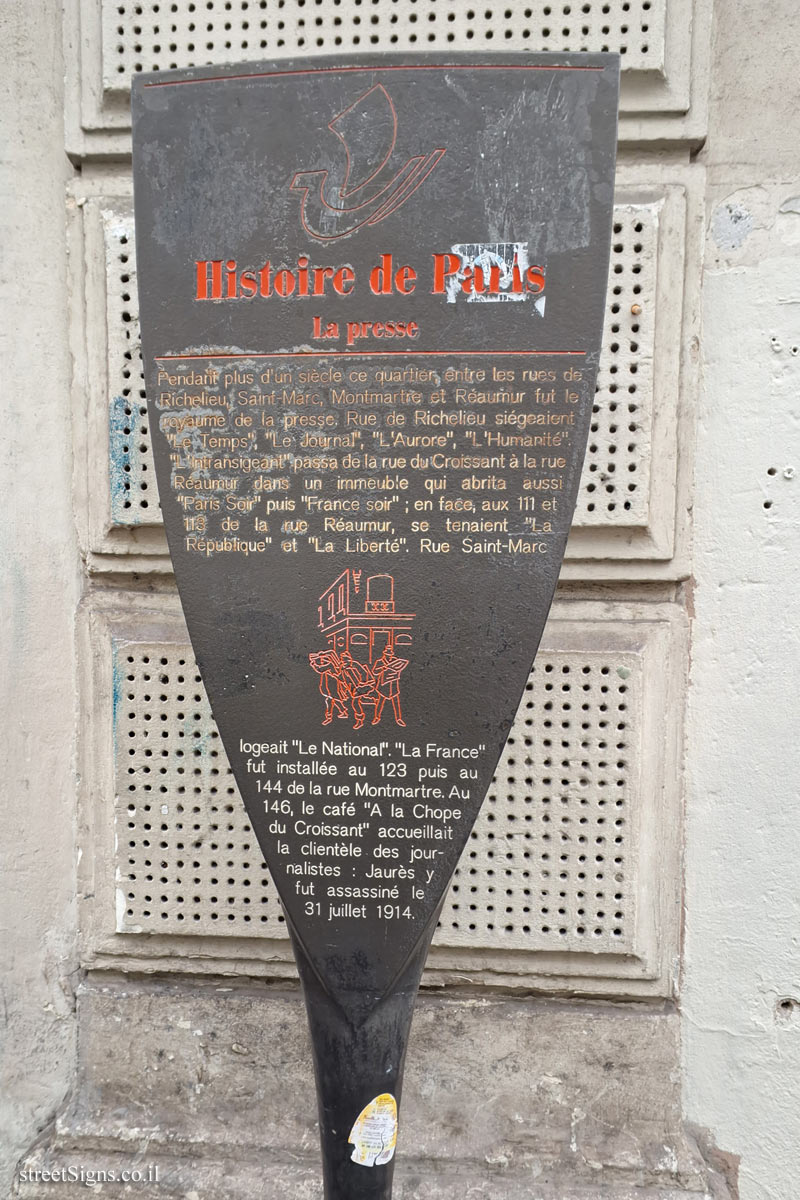 Histoire de Paris
La presse
Pendant plus d'un siècle ce quartier, entre les rues de
Richelieu, Saint-Marc, Montmartre et Réaumur fut le
royaume de la presse. Rue de Richelieu siégeaient
"Le Temps", "Le Journal", "L'Aurore", "L'Humanité".
"L'Intransigeant" passa de la rue du Croissant à la rue
Réaumur dans un immeuble qui abrita aussi
"Paris Soir" puis "France soir" ; en face, aux 111 et
113 de la rue Réaumur, se tenaient "La
République" et "La Liberté". Rue Saint-Marc
logeait "Le National". "La France"
fut installée au 123 puis au
144 de la rue Montmartre. Au
146, le café "A la Chope
du Croissant" accueillait
la clientèle des jour-
nalistes : Jaurès y
fut assassiné le
31 juillet 1914.
streetSigns.co.il